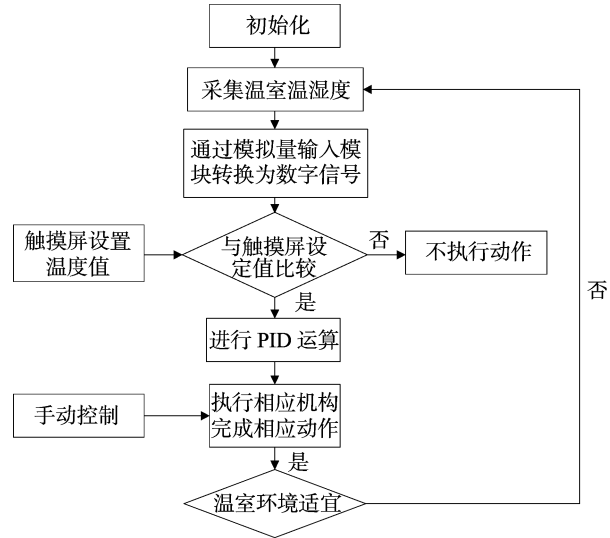 初始化
采集温室温湿度
通过模拟量输入模
块转换为数字信号
触摸屏设置
温度值
与触摸屏设
定值比较
否
不执行动作
是
否
进行 PID 运算
手动控制
执行相应机构
完成相应动作
是
温室环境适宜